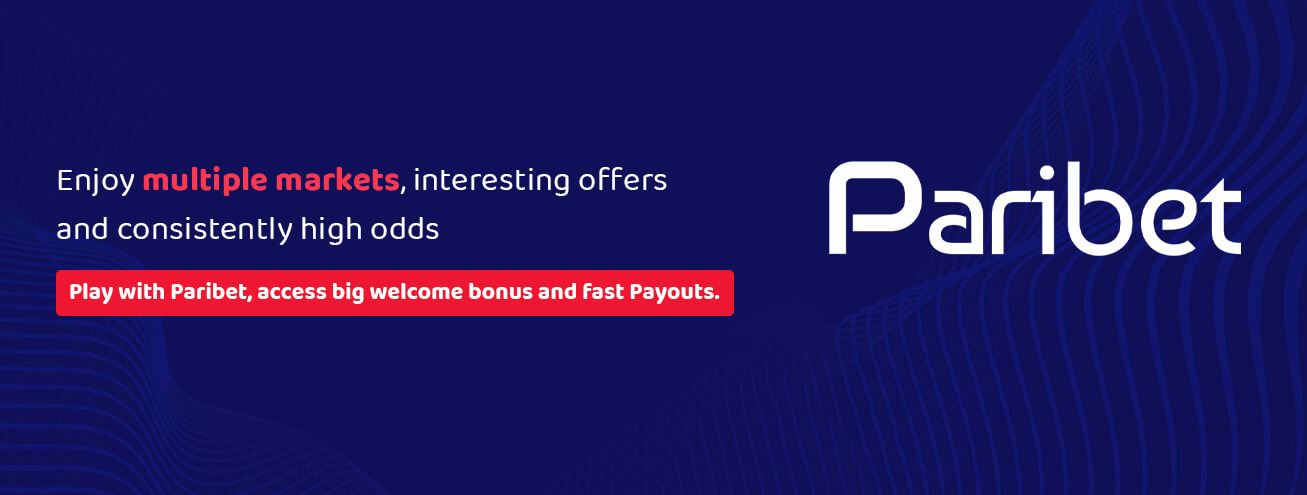 Enjoy multiple markets, interesting offers
and consistently high odds
Play with Paribet, access big welcome bonus and fast Payouts.
Paribet